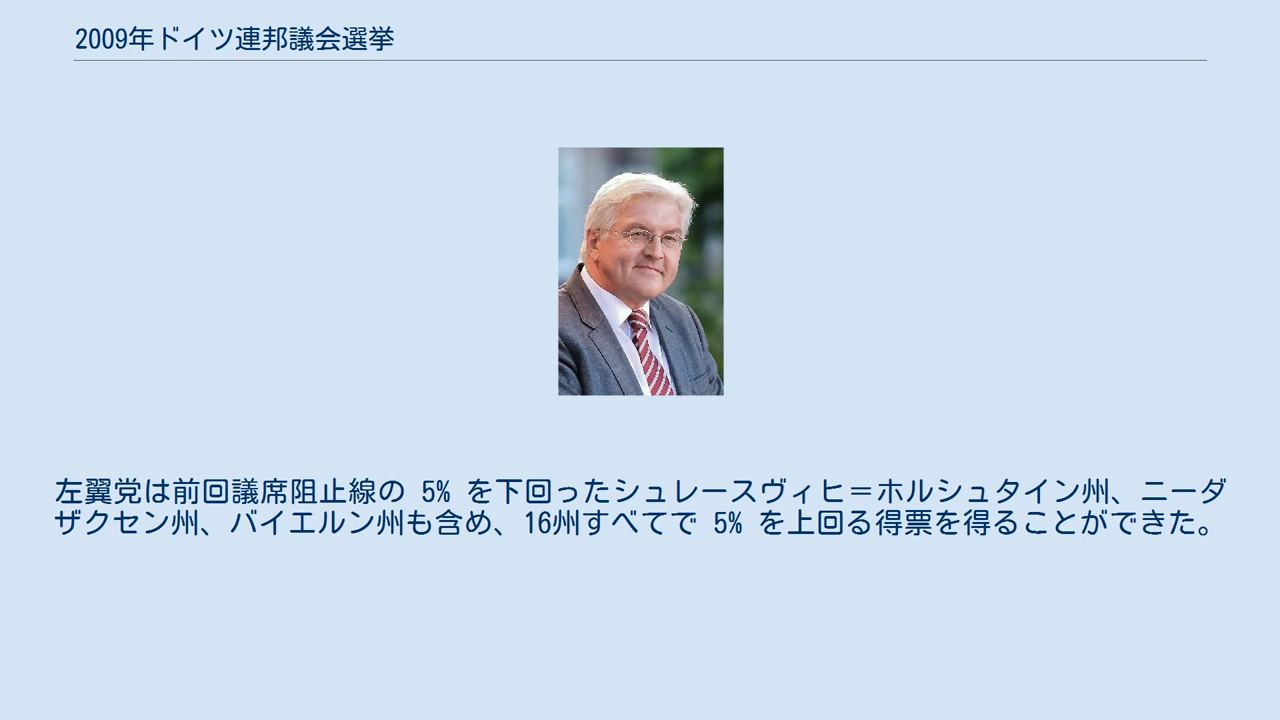 2009年ドイツ連邦議会選挙
左翼党は前回議席阻止線の 5% を下回ったシュレースヴィヒ＝ホルシュタイン州、ニーダ
ザクセン州、バイエルン州も含め、16州すべてで 5% を上回る得票を得ることができた。